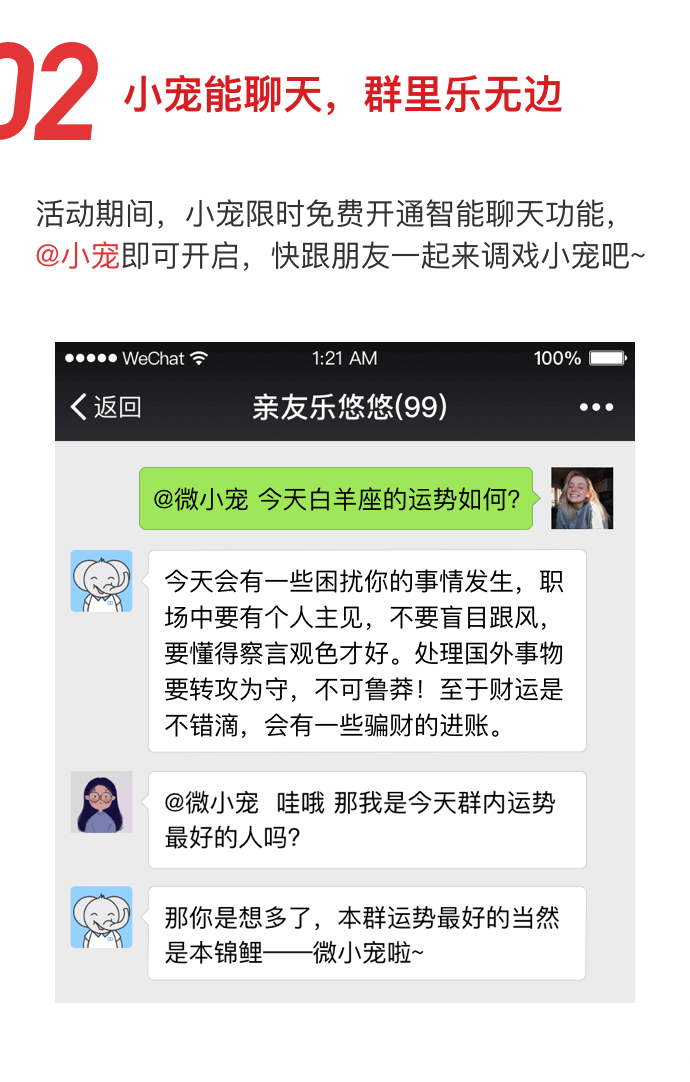 02
小宠能聊天，群里乐无边
活动期间，小宠限时免费开通智能聊天功能，
@小宠即可开启，快跟朋友一起来调戏小宠吧~
WeChat 1:21 AM 100%
返回 亲友乐悠悠(99)
@微小宠 今天白羊座的运势如何?
今天会有一些困扰你的事情发生，职
场中要有个人主见，不要盲目跟风，
要懂得察言观色才好。处理国外事物
要转攻为守，不可鲁莽！至于财运是
不错滴，会有一些骗财的进账。
@微小宠 哇哦 那我是今天群内运势
最好的人吗?
那你是想多了，本群运势最好的当然
是本锦鲤——微小宠啦~